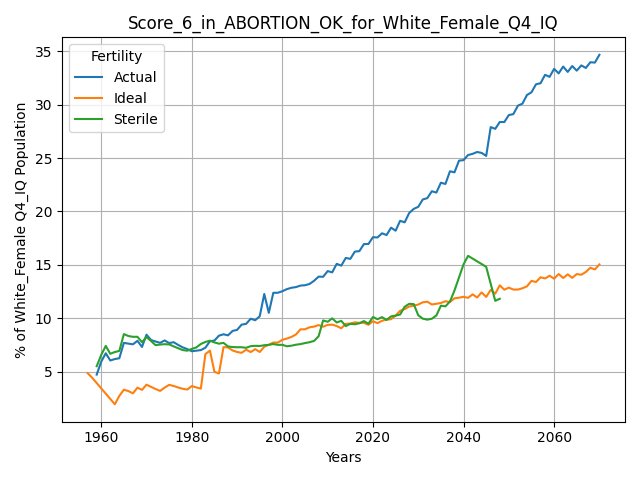 Score_6_in_ABORTION_OK_for_White_Female_Q4_IQ
Fertility
Actual
Ideal
Sterile
% of White_Female Q4_IQ Population
35
30
25
20
15
10
5
1960 1980 2000 2020 2040 2060
Years